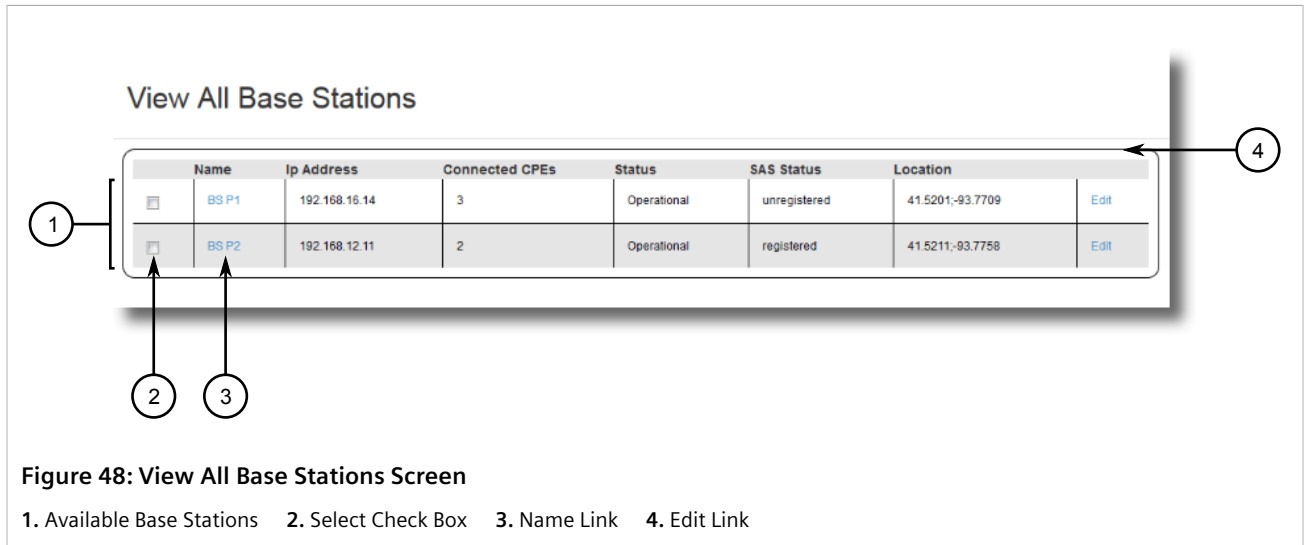 View All Base Stations
Name Ip Address Connected CPEs Status SAS Status Location
BS P1 192.168.16.14 3 Operational unregistered 41.5201;-93.7709 Edit
BS P2 192.168.12.11 2 Operational registered 41.5211;-93.7758 Edit
1
4
2 3
Figure 48: View All Base Stations Screen
1. Available Base Stations 2. Select Check Box 3. Name Link 4. Edit Link